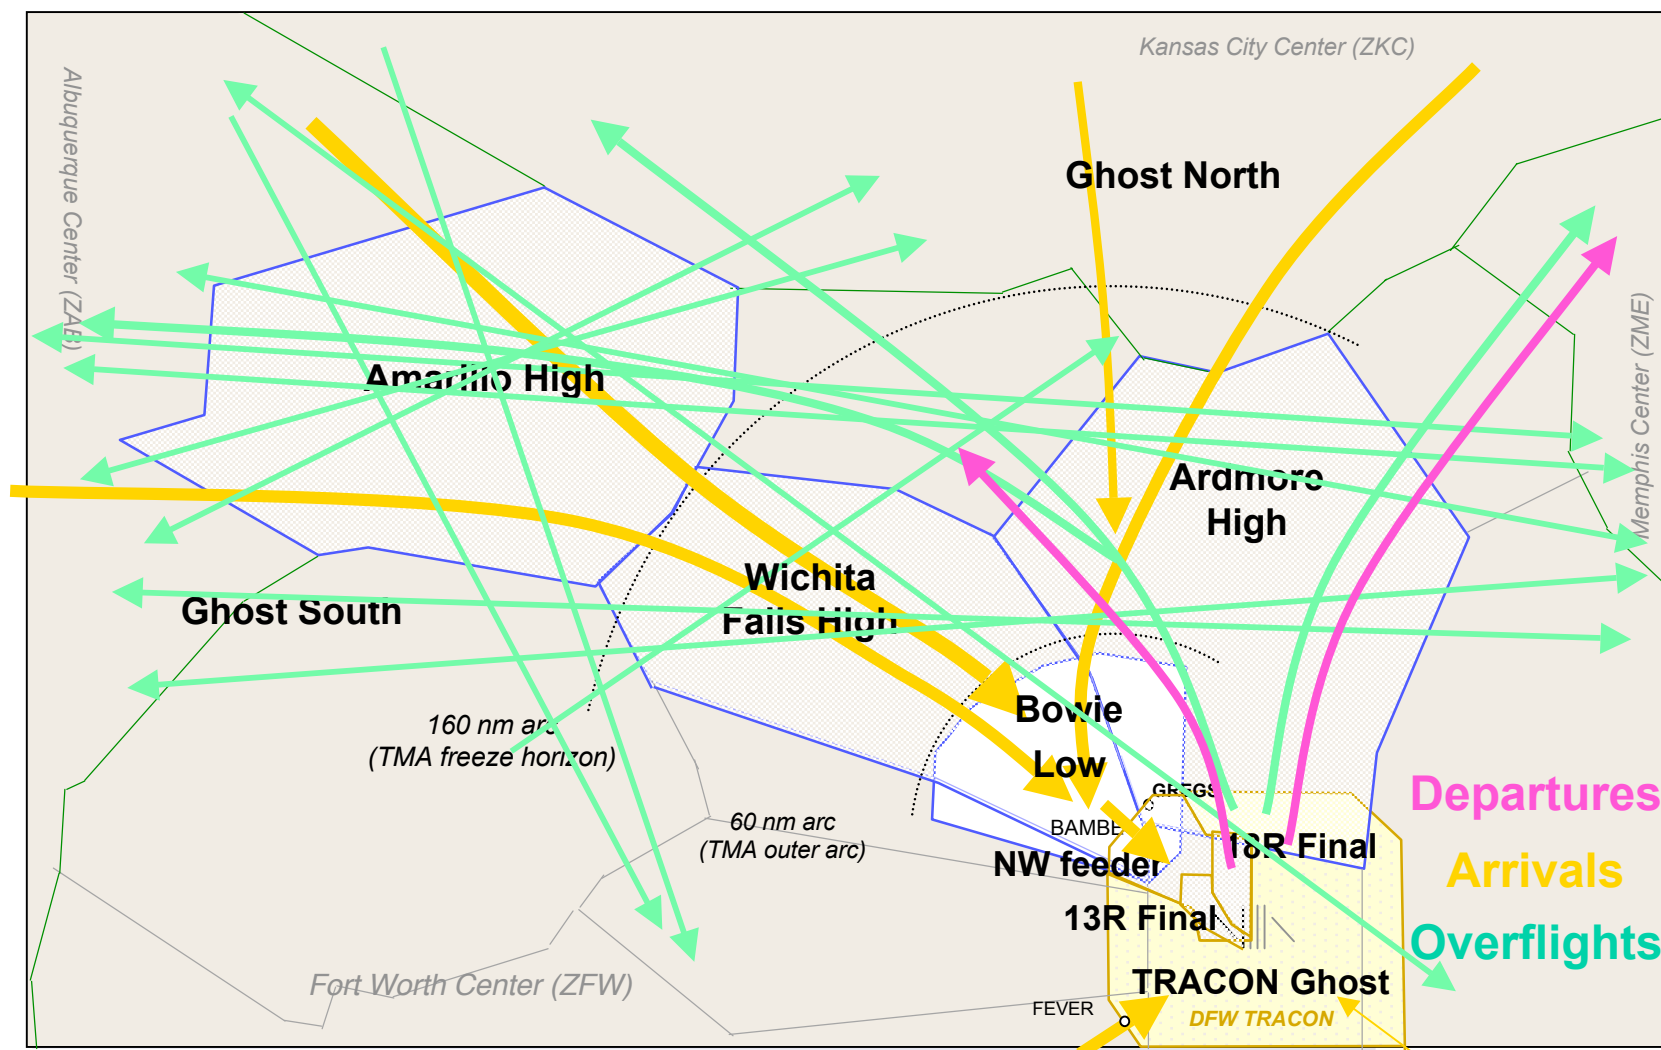 Kansas City Center (ZKC)
Albuquerque Center (ZAB)
Ghost North
Memphis Center (ZME)
Amarillo High
Ardmore
High
Wichita
Falls High
Ghost South
Bowie
Low
160 nm arc
(TMA freeze horizon)
GREGS
Departures
60 nm arc
(TMA outer arc)
BAMBE
18R Final
NW feeder
Arrivals
13R Final
Overflights
Fort Worth Center (ZFW)
TRACON Ghost
FEVER
DFW TRACON